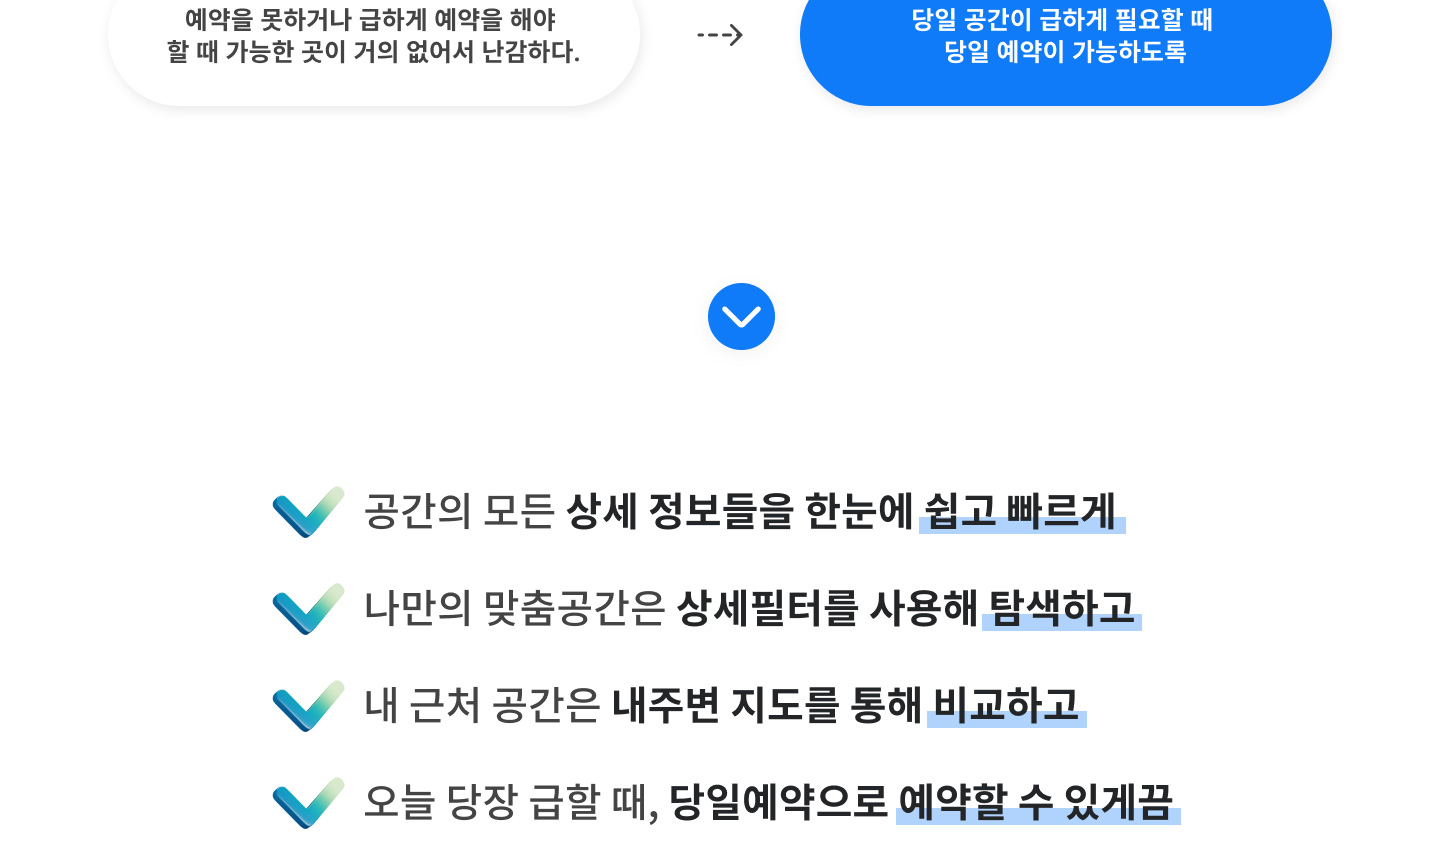 예약을 못하거나 급하게 예약을 해야
할 때 가능한 곳이 거의 없어서 난감하다.
당일 공간이 급하게 필요할 때
당일 예약이 가능하도록
공간의 모든 상세 정보들을 한눈에 쉽고 빠르게
나만의 맞춤공간은 상세필터를 사용해 탐색하고
내 근처 공간은 내주변 지도를 통해 비교하고
오늘 당장 급할 때, 당일예약으로 예약할 수 있게끔